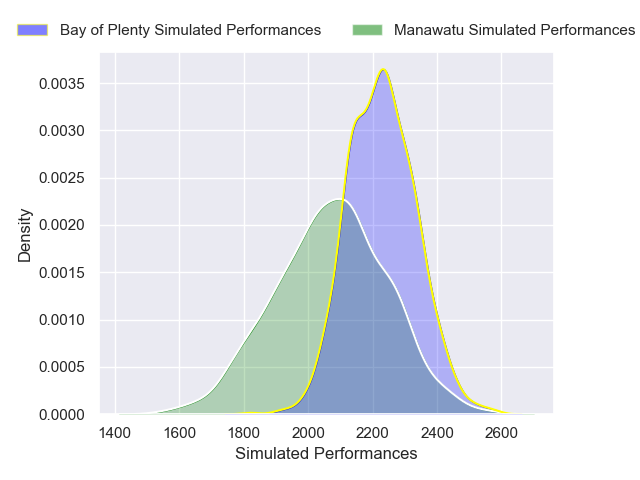 Bay of Plenty Simulated Performances
Manawatu Simulated Performances
Density
0.0035
0.0030
0.0025
0.0020
0.0015
0.0010
0.0005
0.0000
1400 1600 1800 2000 2200 2400 2600
Simulated Performances